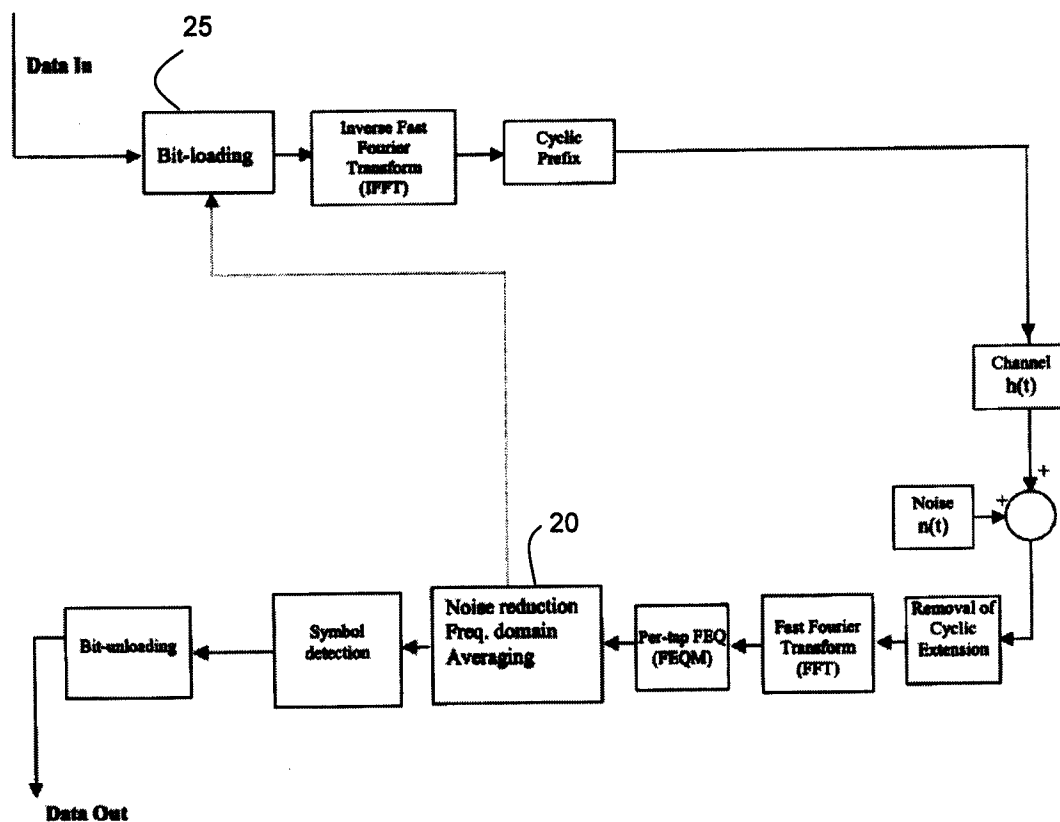 25
Data In
Bit-loading
Inverse Fast
Fourier
Transform
(IFFT)
Cyclic
Prefix
Channel
h(t)
+
Noise
n(t)
+
20
Removal of
Cyclic
Extension
Fast Fourier
Transform
(FFT)
Per-tap FEQ
(FEQM)
Noise reduction
Freq. domain
Averaging
Symbol
detection
Bit-unloading
Data Out